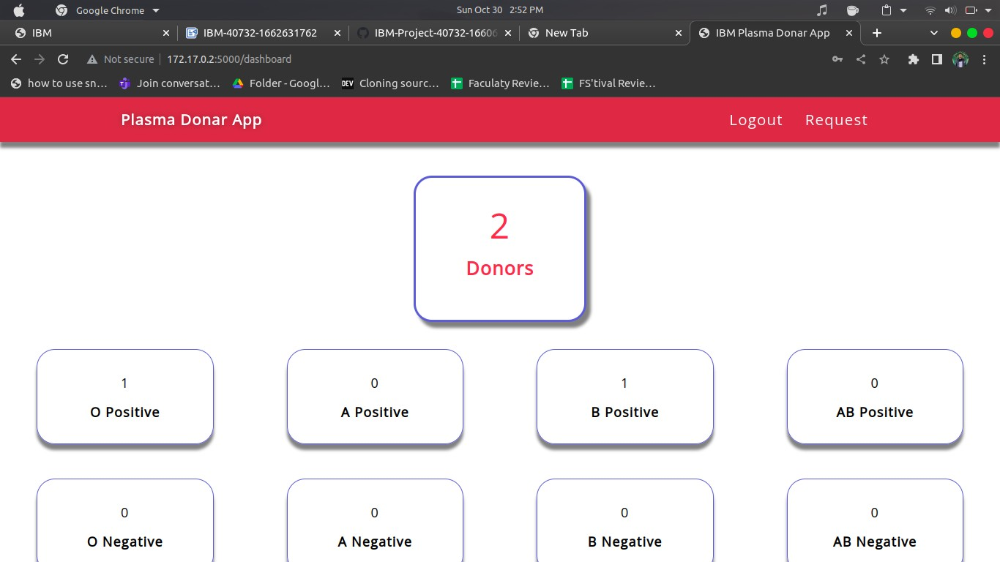 Google Chrome
Sun Oct 30 2:52 PM
IBM
IBM-40732-1662631762
IBM-Project-40732-16606
New Tab
IBM Plasma Donar App
Not secure
172.17.0.2:5000/dashboard
how to use sn...
Join conversat...
Folder - Googl...
DEV
Cloning sourc...
Faculaty Revie...
FS'tival Revie...
Plasma Donar App
Logout
Request
2
Donors
1
0
1
0
O Positive
A Positive
B Positive
AB Positive
0
0
0
0
O Negative
A Negative
B Negative
AB Negative